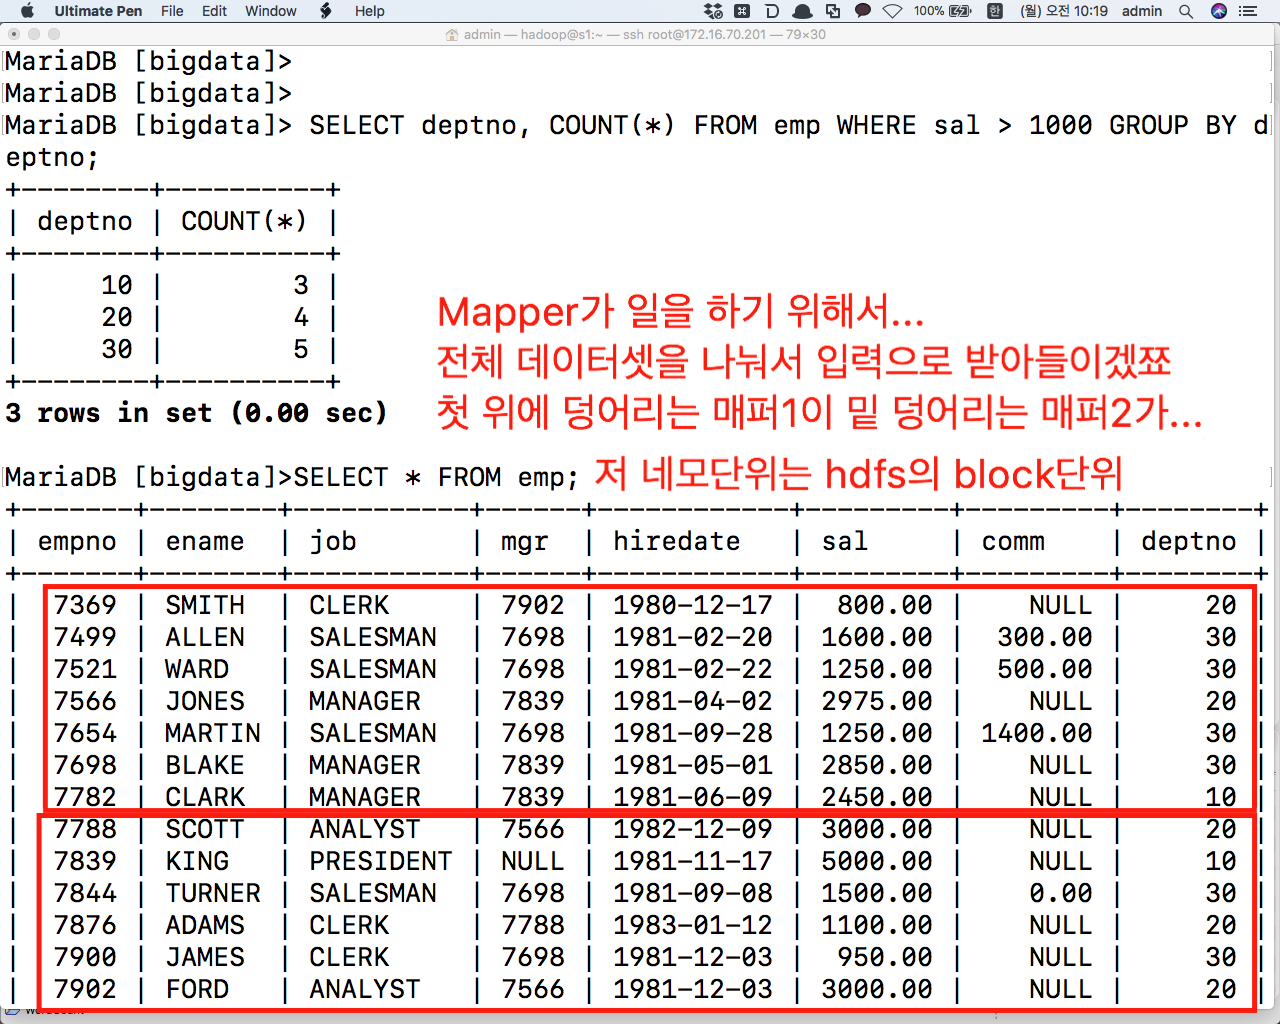 Ultimate Pen File Edit Window Help 100% 한 (월) 오전 10:19 admin
admin — hadoop@s1:~ — ssh root@172.16.70.201 — 79×30
MariaDB [bigdata]>
MariaDB [bigdata]>
MariaDB [bigdata]> SELECT deptno, COUNT(*) FROM emp WHERE sal > 1000 GROUP BY d
eptno;
+--------+----------+
| deptno | COUNT(*) |
+--------+----------+
|     10 |        3 |
|     20 |        4 |
|     30 |        5 |
+--------+----------+
3 rows in set (0.00 sec)
Mapper가 일을 하기 위해서...
전체 데이터셋을 나눠서 입력으로 받아들이겠쬬
첫 위에 덩어리는 매퍼1이 밑 덩어리는 매퍼2가...
MariaDB [bigdata]>SELECT * FROM emp; 저 네모단위는 hdfs의 block단위
+-------+--------+-----------+------+------------+---------+---------+--------+
| empno | ename  | job       | mgr  | hiredate   | sal     | comm    | deptno |
+-------+--------+-----------+------+------------+---------+---------+--------+
|  7369 | SMITH  | CLERK     | 7902 | 1980-12-17 |  800.00 |    NULL |     20 |
|  7499 | ALLEN  | SALESMAN  | 7698 | 1981-02-20 | 1600.00 |  300.00 |     30 |
|  7521 | WARD   | SALESMAN  | 7698 | 1981-02-22 | 1250.00 |  500.00 |     30 |
|  7566 | JONES  | MANAGER   | 7839 | 1981-04-02 | 2975.00 |    NULL |     20 |
|  7654 | MARTIN | SALESMAN  | 7698 | 1981-09-28 | 1250.00 | 1400.00 |     30 |
|  7698 | BLAKE  | MANAGER   | 7839 | 1981-05-01 | 2850.00 |    NULL |     30 |
|  7782 | CLARK  | MANAGER   | 7839 | 1981-06-09 | 2450.00 |    NULL |     10 |
|  7788 | SCOTT  | ANALYST   | 7566 | 1982-12-09 | 3000.00 |    NULL |     20 |
|  7839 | KING   | PRESIDENT | NULL | 1981-11-17 | 5000.00 |    NULL |     10 |
|  7844 | TURNER | SALESMAN  | 7698 | 1981-09-08 | 1500.00 |    0.00 |     30 |
|  7876 | ADAMS  | CLERK     | 7788 | 1983-01-12 | 1100.00 |    NULL |     20 |
|  7900 | JAMES  | CLERK     | 7698 | 1981-12-03 |  950.00 |    NULL |     30 |
|  7902 | FORD   | ANALYST   | 7566 | 1981-12-03 | 3000.00 |    NULL |     20 |